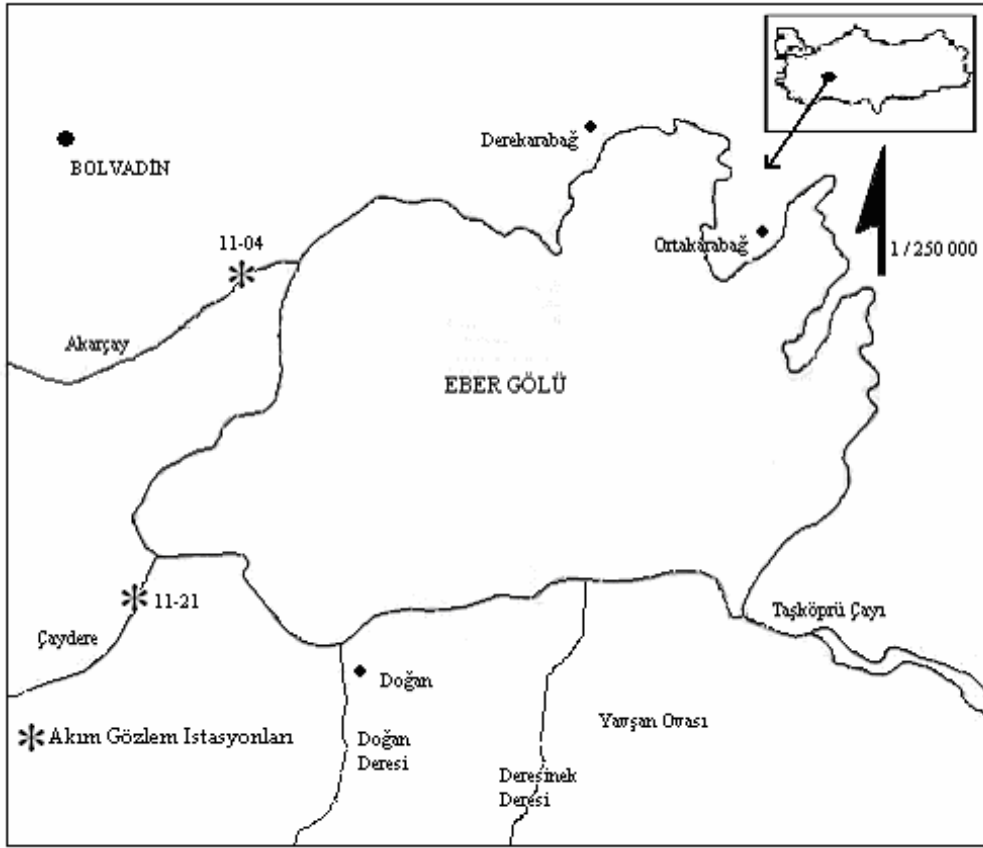 Derekarabağ
BOLVADİN
11-04
Ortakarabağ
1 / 250 000
Akarçay
EBER GÖLÜ
11-21
Taşköprü Çayı
Çaydere
Doğan
Yavşan Ovası
Akım Gözlem Istasyonları
Doğan
Deresi
Deresinek
Deresi